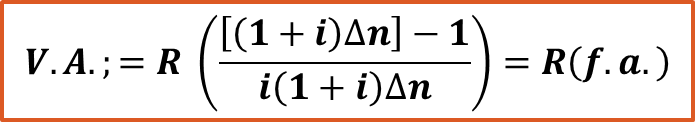 V.A.;= R ([(1 + i)Δn] − 1 / i(1 + i)Δn) = R(f.a.)